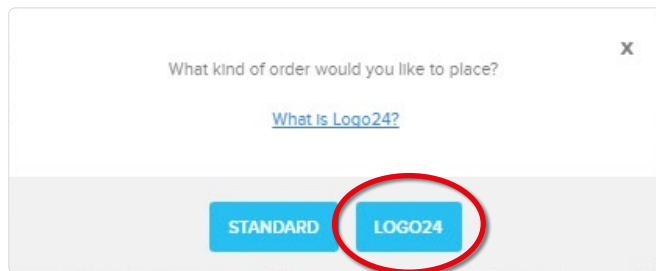 X
What kind of order would you like to place?
What is Logo24?
STANDARD
LOGO24